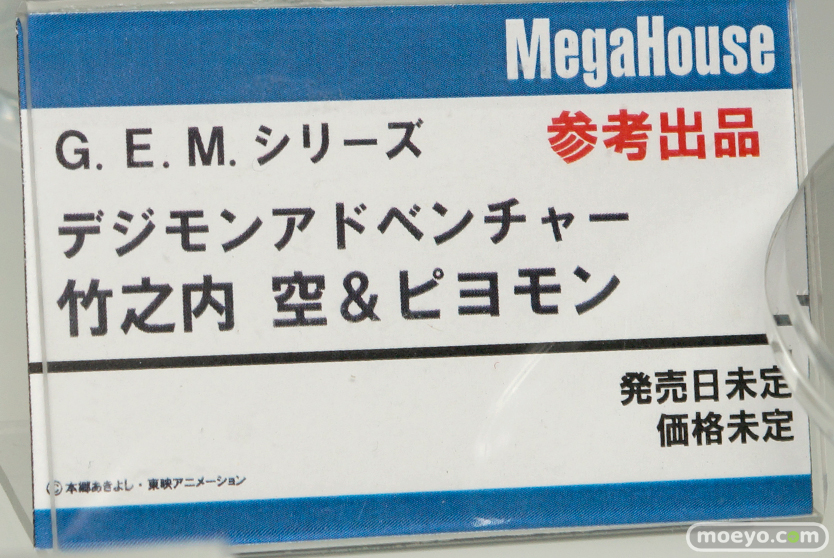 MegaHouse
G.E.M.シリーズ 参考出品
デジモンアドベンチャー
竹之内 空&ピヨモン
発売日未定
価格未定
©本郷あきよし・東映アニメーション
moeyo.com